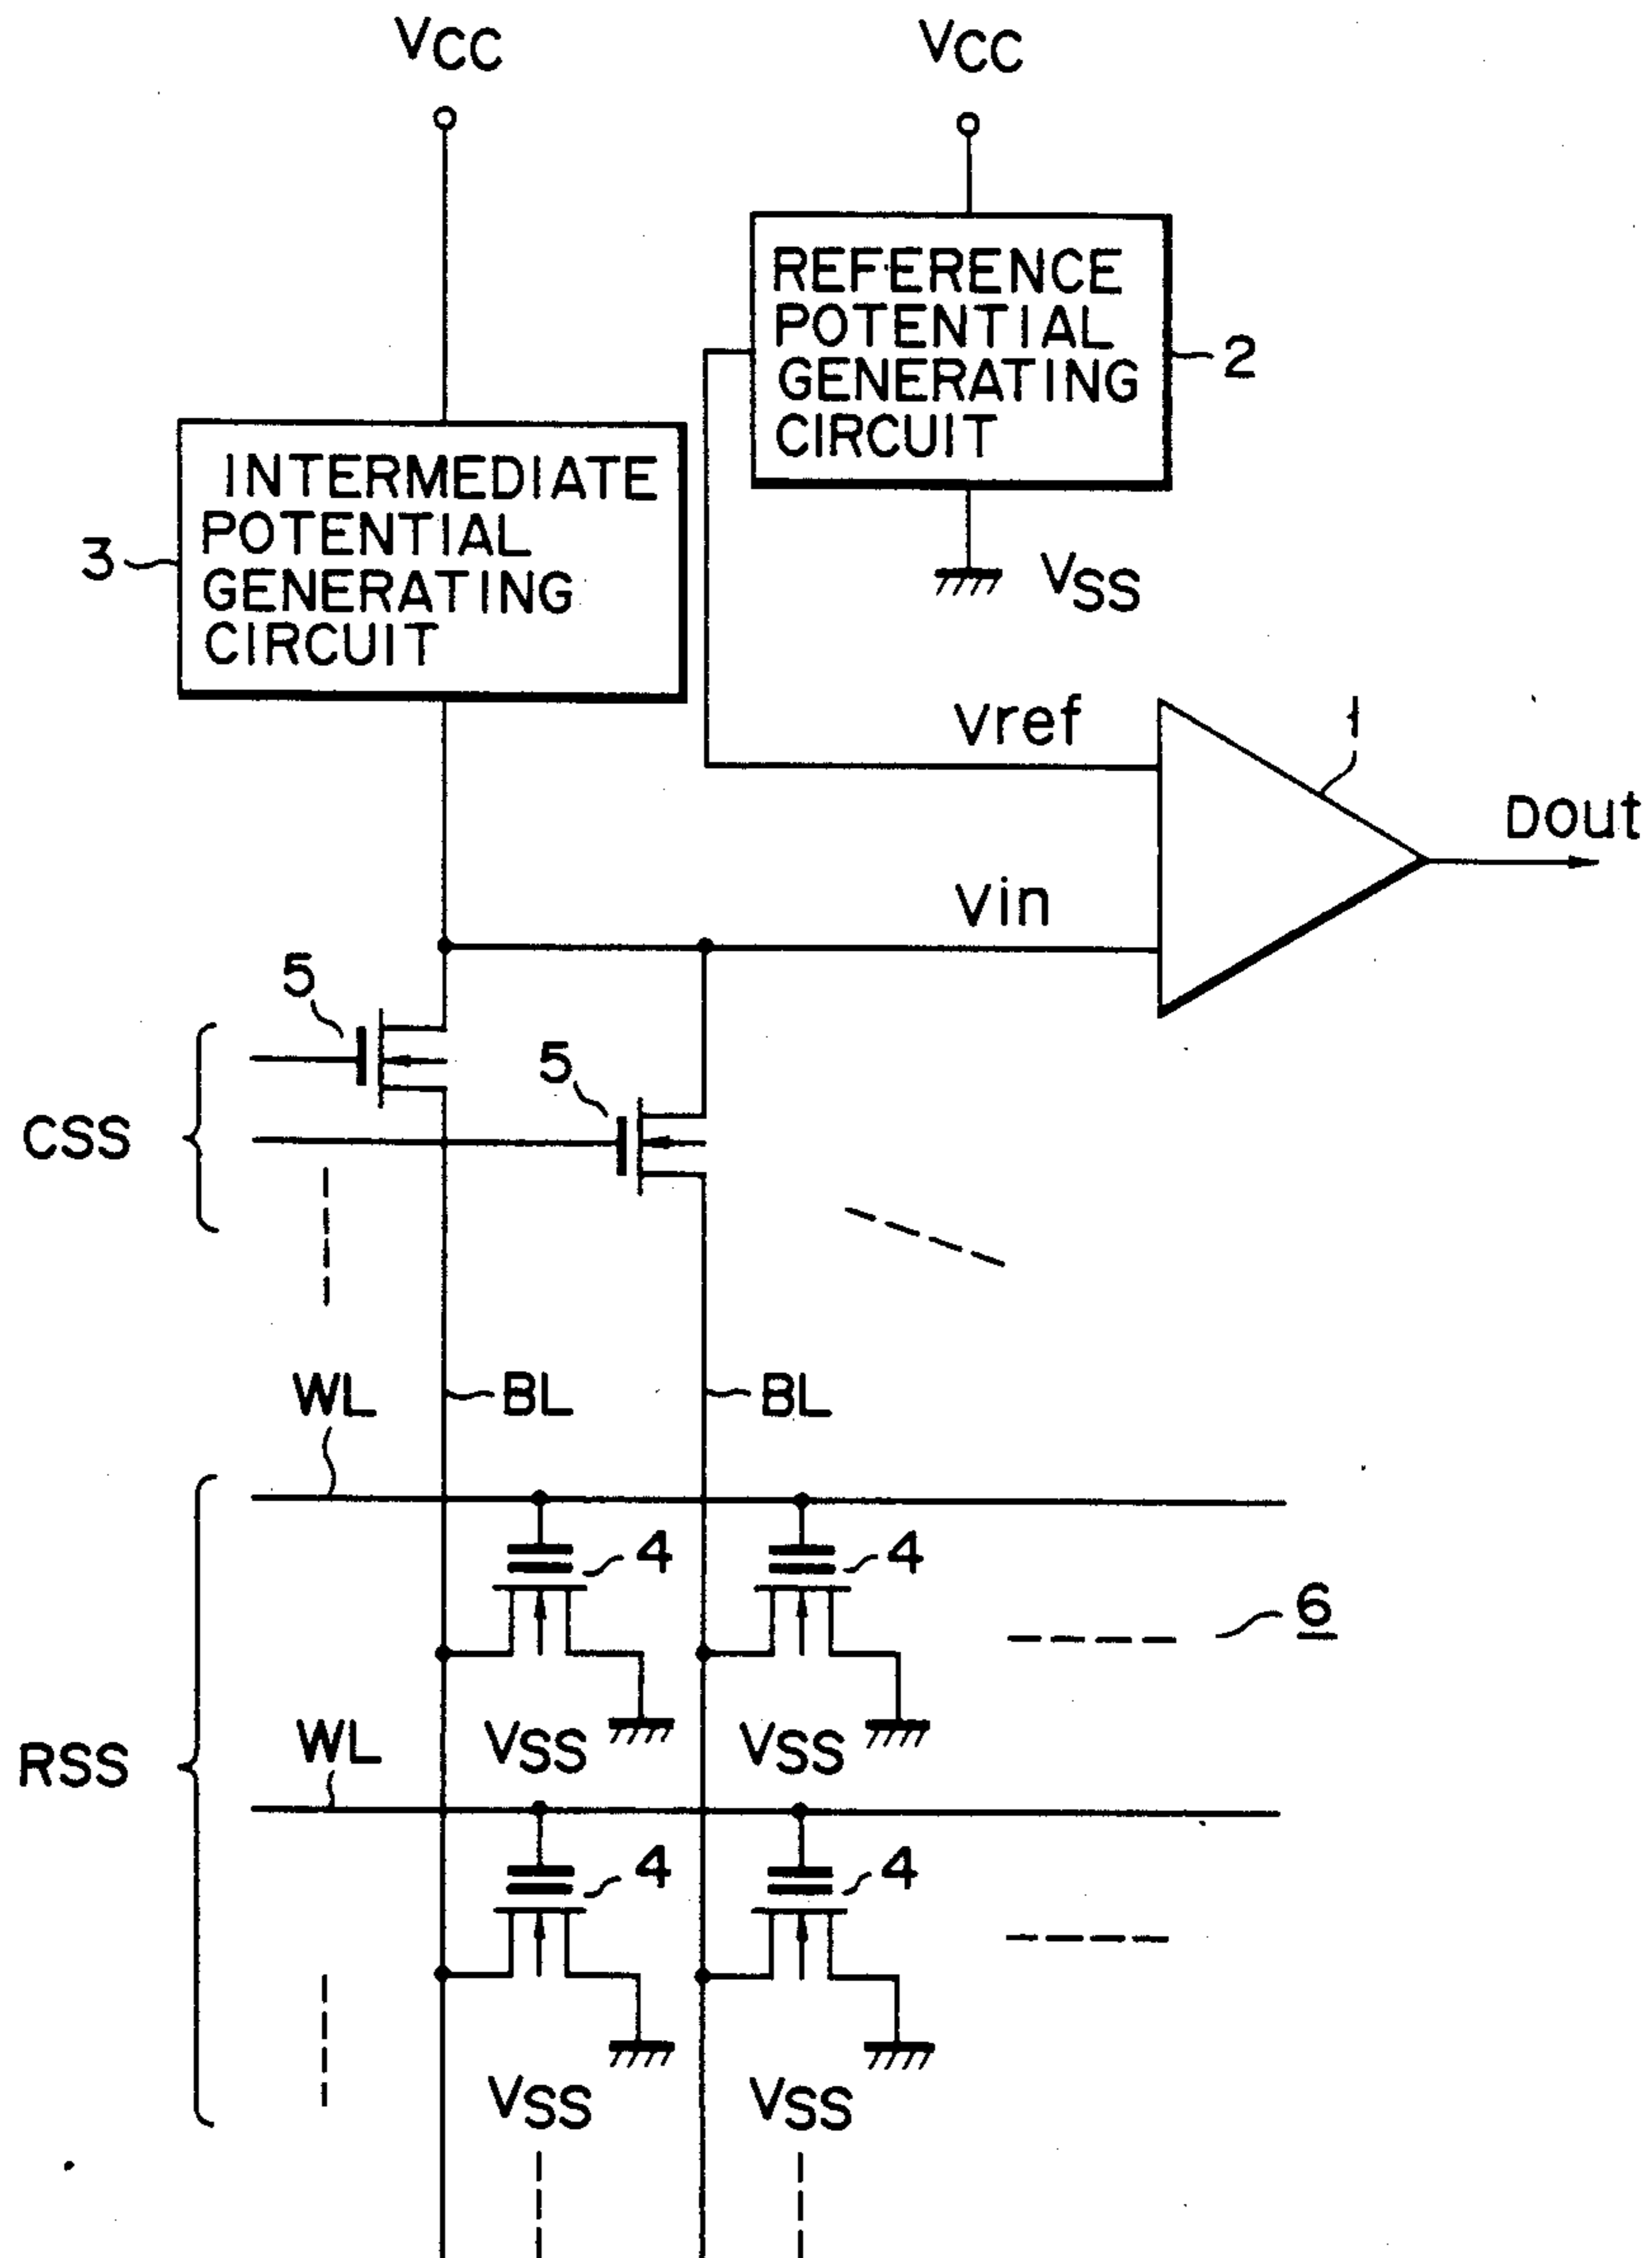 VCC
VCC
REFERENCE
POTENTIAL
GENERATING
CIRCUIT
2
INTERMEDIATE
POTENTIAL
GENERATING
CIRCUIT
3
VSS
Vref
1
Dout
Vin
5
5
CSS
WL
BL
BL
4
4
6
VSS
VSS
WL
RSS
4
4
VSS
VSS